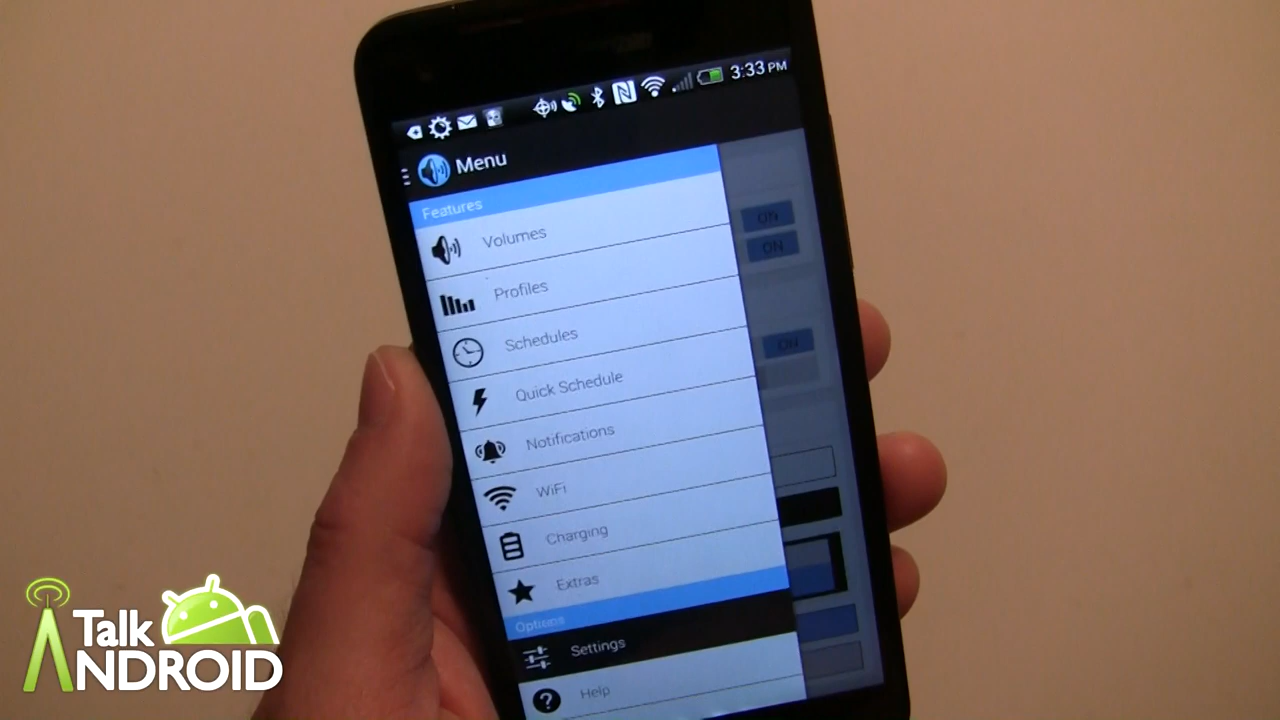 3:33 PM
Menu
Features
Volumes
ON
Profiles
ON
Schedules
Quick Schedule
ON
Notifications
WiFi
Charging
Extras
Options
Settings
Help
Talk
ANDROID